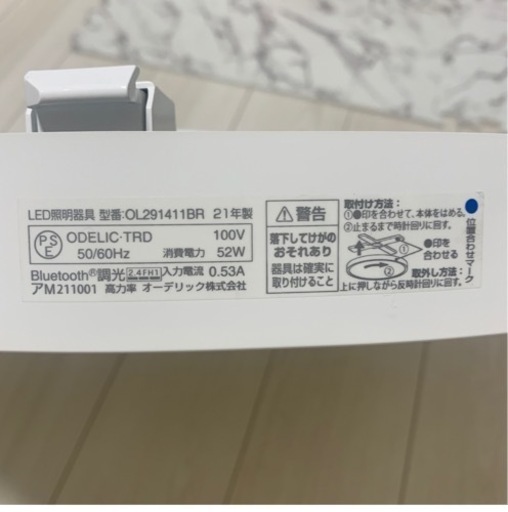 LED照明器具 型番:OL291411BR 21年製
PSE ODELIC・TRD 100V
50/60Hz 消費電力 52W
Bluetooth®調光 2.4FH1 入力電流 0.53A
アM211001 高力率 オーデリック株式会社
警告
落下してけがの
おそれあり
器具は確実に
取り付けること
取付け方法:
①●印を合わせて、本体をはめる。
②止まるまで時計回りに回す。
①
●印を
合わせる
②
取外し方法:
上に押しながら反時計回りに回す。
位置合わせマーク